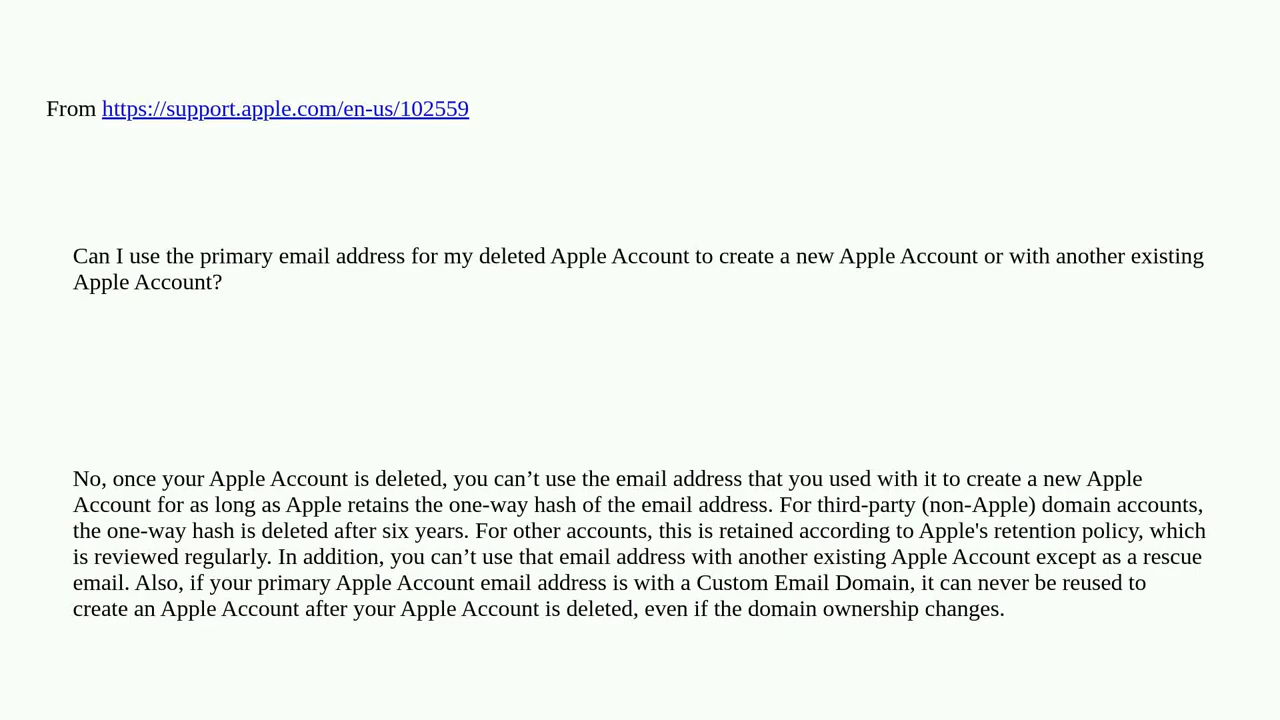 From https://support.apple.com/en-us/102559
Can I use the primary email address for my deleted Apple Account to create a new Apple Account or with another existing
Apple Account?
No, once your Apple Account is deleted, you can’t use the email address that you used with it to create a new Apple
Account for as long as Apple retains the one-way hash of the email address. For third-party (non-Apple) domain accounts,
the one-way hash is deleted after six years. For other accounts, this is retained according to Apple's retention policy, which
is reviewed regularly. In addition, you can’t use that email address with another existing Apple Account except as a rescue
email. Also, if your primary Apple Account email address is with a Custom Email Domain, it can never be reused to
create an Apple Account after your Apple Account is deleted, even if the domain ownership changes.